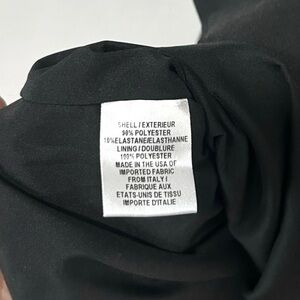 SHELL/EXTERIEUR
90% POLYESTER
10%ELASTANE/ELASTHANNE
LINING/DOUBLURE
100% POLYESTER
MADE IN THE USA OF
IMPORTED FABRIC
FROM ITALY/
FABRIQUE AUX
ETATS-UNIS DE TISSU
IMPORTE D'ITALIE